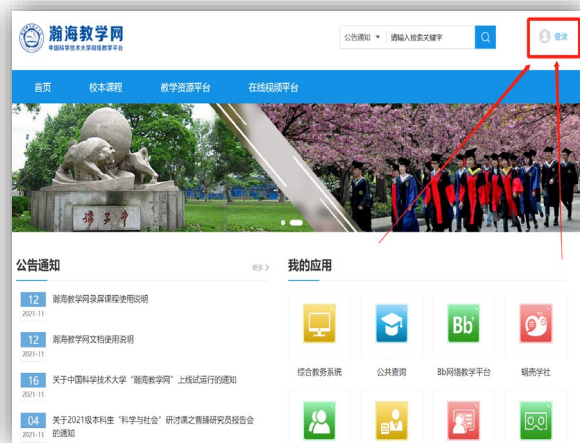 瀚海教学网
中国科学技术大学网络教学平台
公告通知 请输入检索关键字
登录
首页 校本课程 教学资源平台 在线视频平台
公告通知
更多 >
12
2021-11
瀚海教学网录屏课程使用说明
12
2021-11
瀚海教学网文档使用说明
16
2021-11
关于中国科学技术大学“瀚海教学网”上线试运行的通知
04
2021-11
关于2021级本科生“科学与社会”研讨课之曹臻研究员报告会
的通知
我的应用
Bb
综合教务系统 公共查询 Bb网络教学平台 蜗壳学社